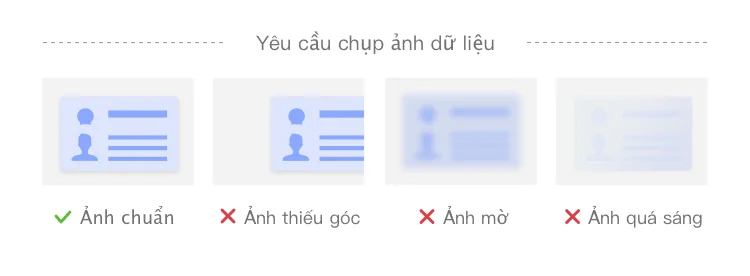 Yêu cầu chụp ảnh dữ liệu
Ảnh chuẩn
Ảnh thiếu góc
Ảnh mờ
Ảnh quá sáng